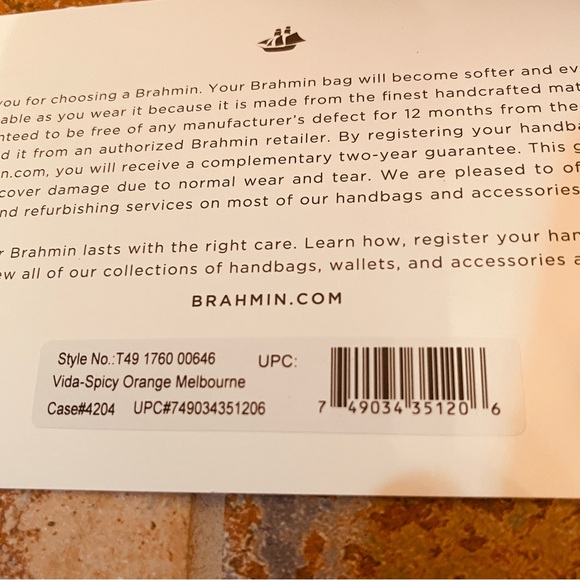 you for choosing a Brahmin. Your Brahmin bag will become softer and ev
able as you wear it because it is made from the finest handcrafted mat
nteed to be free of any manufacturer's defect for 12 months from the
d it from an authorized Brahmin retailer. By registering your handba
n.com, you will receive a complementary two-year guarantee. This g
cover damage due to normal wear and tear. We are pleased to of
nd refurbishing services on most of our handbags and accessories
r Brahmin lasts with the right care. Learn how, register your han
ew all of our collections of handbags, wallets, and accessories a
BRAHMIN.COM
Style No.:T49 1760 00646 UPC:
Vida-Spicy Orange Melbourne
Case#4204 UPC#749034351206
7 49034 35120 6